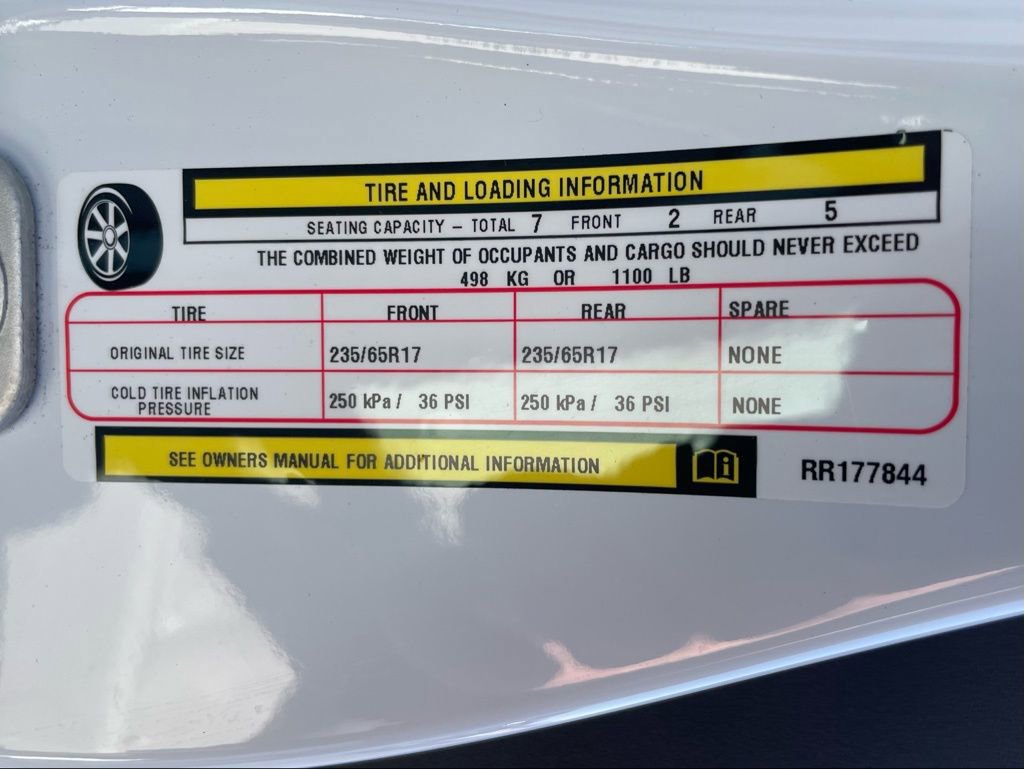 TIRE AND LOADING INFORMATION
SEATING CAPACITY – TOTAL 7 FRONT 2 REAR 5
THE COMBINED WEIGHT OF OCCUPANTS AND CARGO SHOULD NEVER EXCEED
498 KG OR 1100 LB
TIRE FRONT REAR SPARE
ORIGINAL TIRE SIZE 235/65R17 235/65R17 NONE
COLD TIRE INFLATION
PRESSURE 250 kPa / 36 PSI 250 kPa / 36 PSI NONE
SEE OWNERS MANUAL FOR ADDITIONAL INFORMATION
RR177844